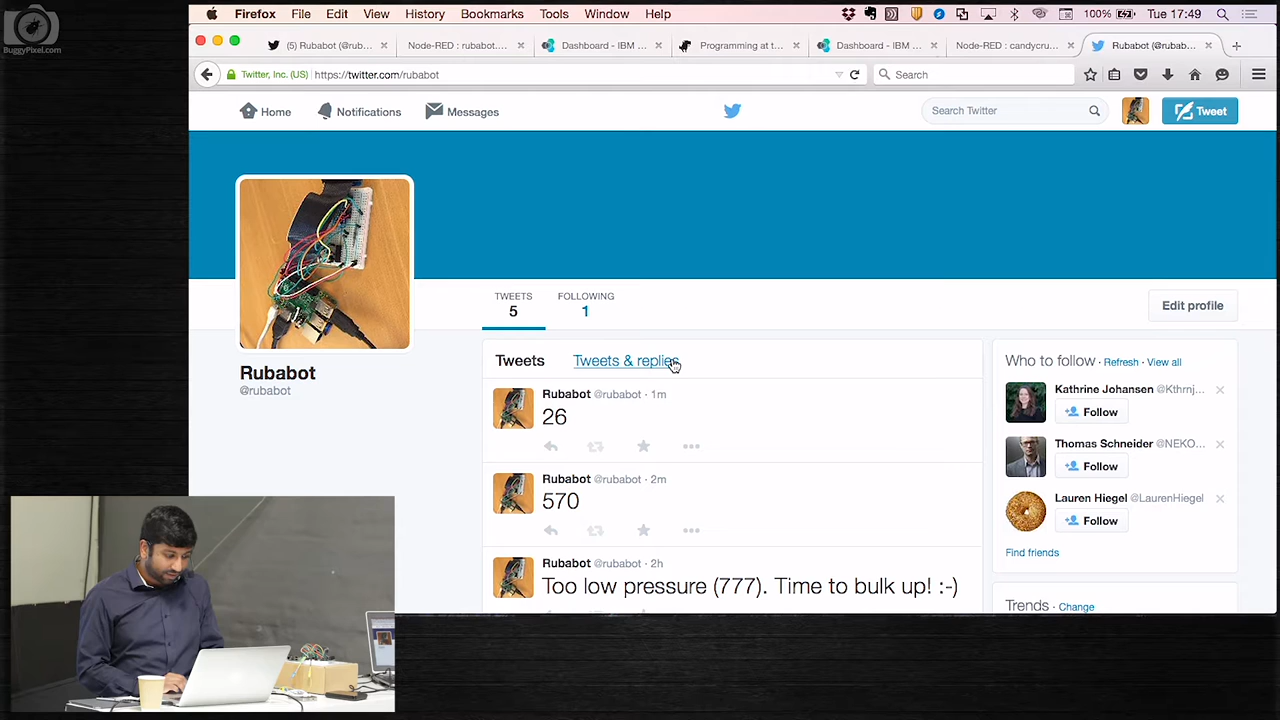 BuggyPixel.com
Firefox File Edit View History Bookmarks Tools Window Help 100% Tue 17:49
(5) Rubabot (@rub... Node-RED: rubutton.m... Dashboard - IBM ... Dashboard - IBM ... Node-RED : candycru... Rubabot (@rubab...
Twitter, Inc. (US) https://twitter.com/rubabot Search
Home Notifications Messages Search Twitter Tweet
TWEETS FOLLOWING
5 1 Edit profile
Rubabot
@rubabot
Tweets Tweets & replies
Rubabot @rubabot · 1m
26
Rubabot @rubabot · 2m
570
Rubabot @rubabot · 2h
Too low pressure (777). Time to bulk up! :-)
Who to follow · Refresh · View all
Kathrine Johansen @Kthrnj...
Follow
Thomas Schneider @NEKO...
Follow
Lauren Hiegel @LaurenHiegel
Follow
Find friends
Trends · Change